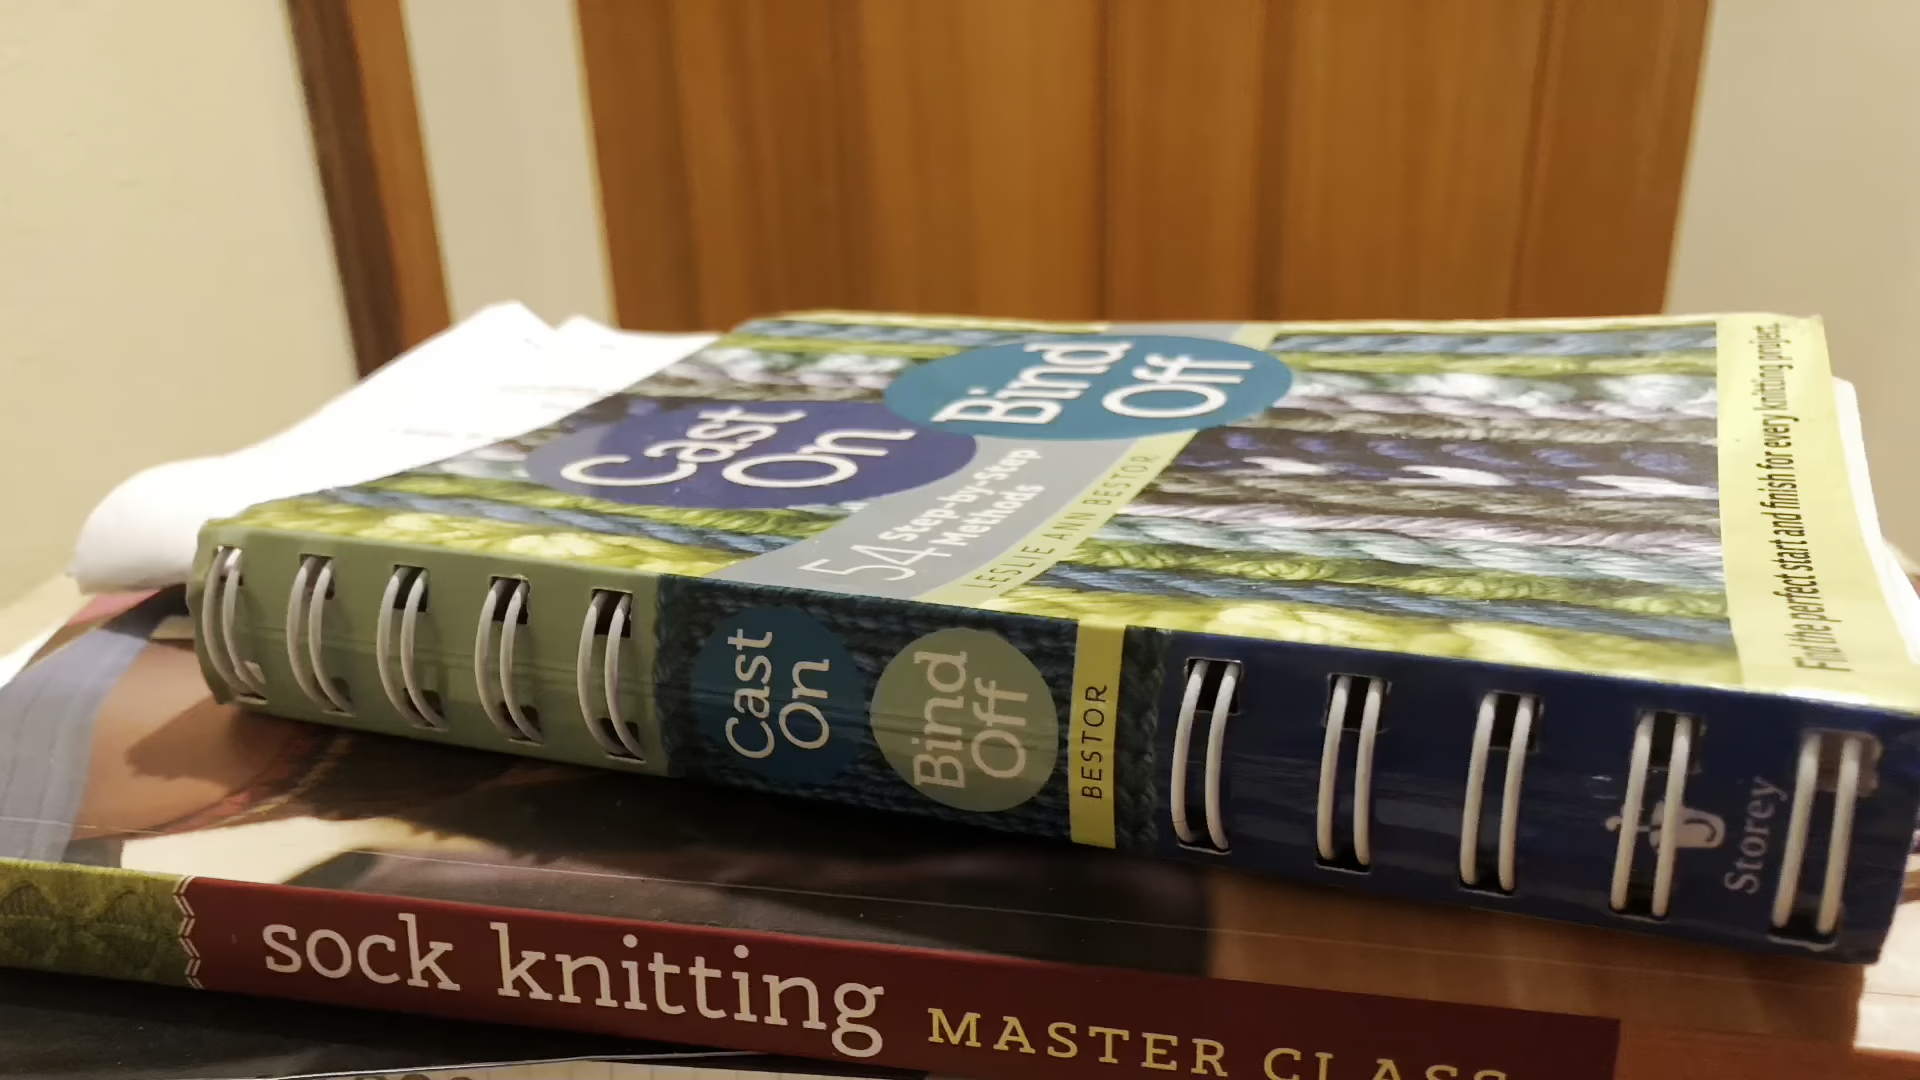 Cast
On
Bind
Off
54 Step-by-Step
Methods
LESLIE ANN BESTOR
Find the perfect start and finish for every knitting project.
Cast
On
Bind
Off
BESTOR
Storey
sock knitting MASTER CLASS